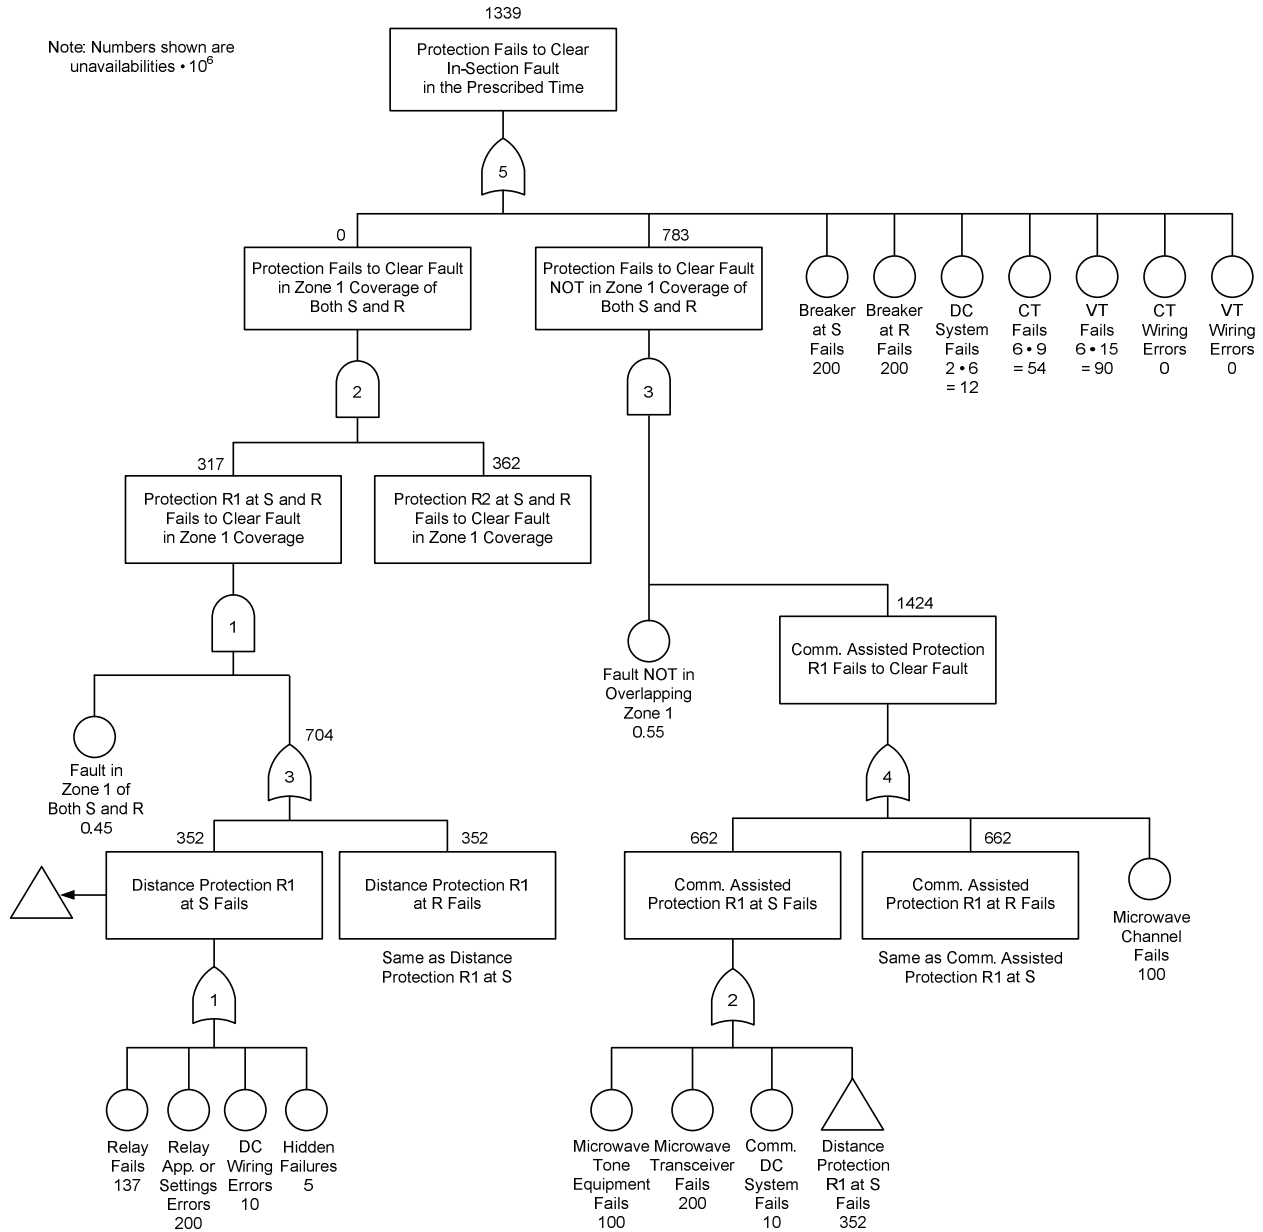 1339
Note: Numbers shown are
unavailabilities • 10⁶
Protection Fails to Clear
In-Section Fault
in the Prescribed Time
5
0
783
Protection Fails to Clear Fault
in Zone 1 Coverage of
Both S and R
Protection Fails to Clear Fault
NOT in Zone 1 Coverage of
Both S and R
Breaker
at S
Fails
200
Breaker
at R
Fails
200
DC
System
Fails
2 • 6
= 12
CT
Fails
6 • 9
= 54
VT
Fails
6 • 15
= 90
CT
Wiring
Errors
0
VT
Wiring
Errors
0
2
3
317
362
Protection R1 at S and R
Fails to Clear Fault
in Zone 1 Coverage
Protection R2 at S and R
Fails to Clear Fault
in Zone 1 Coverage
1
1424
Comm. Assisted Protection
R1 Fails to Clear Fault
Fault NOT in
Overlapping
Zone 1
0.55
704
Fault in
Zone 1 of
Both S and R
0.45
3
4
352
352
662
662
Distance Protection R1
at S Fails
Distance Protection R1
at R Fails
Same as Distance
Protection R1 at S
Comm. Assisted
Protection R1 at S Fails
Comm. Assisted
Protection R1 at R Fails
Same as Comm. Assisted
Protection R1 at S
Microwave
Channel
Fails
100
1
2
Relay
Fails
137
Relay
App. or
Settings
Errors
200
DC
Wiring
Errors
10
Hidden
Failures
5
Microwave
Tone
Equipment
Fails
100
Microwave
Transceiver
Fails
200
Comm.
DC
System
Fails
10
Distance
Protection
R1 at S
Fails
352